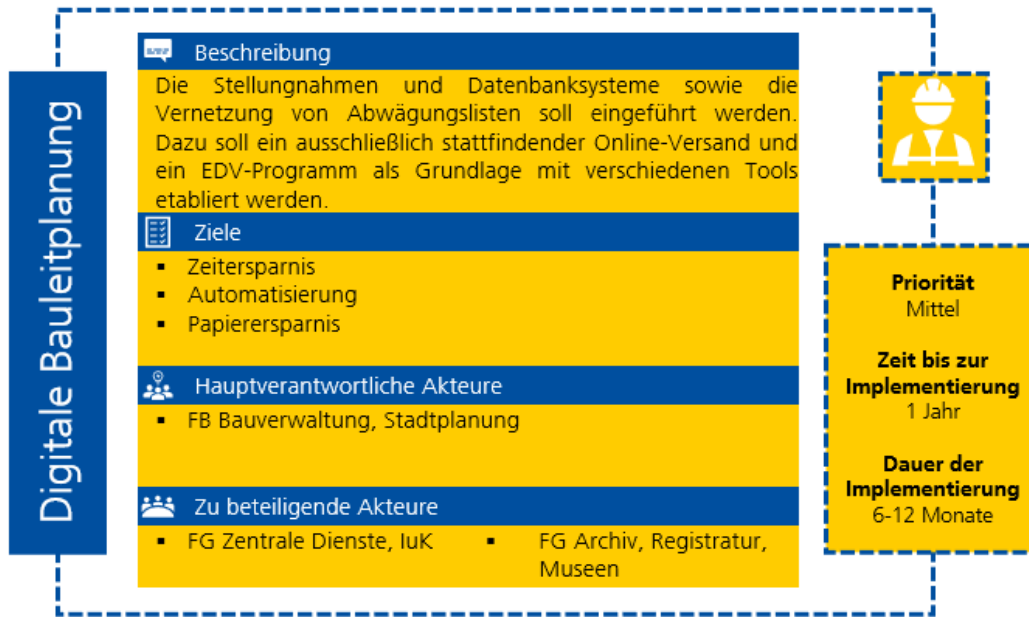 Digitale Bauleitplanung
Beschreibung
Die Stellungnahmen und Datenbanksysteme sowie die
Vernetzung von Abwägungslisten soll eingeführt werden.
Dazu soll ein ausschließlich stattfindender Online-Versand und
ein EDV-Programm als Grundlage mit verschiedenen Tools
etabliert werden.
Ziele
▪ Zeitersparnis
▪ Automatisierung
▪ Papierersparnis
Hauptverantwortliche Akteure
▪ FB Bauverwaltung, Stadtplanung
Zu beteiligende Akteure
▪ FG Zentrale Dienste, IuK
▪ FG Archiv, Registratur,
Museen
Priorität
Mittel
Zeit bis zur
Implementierung
1 Jahr
Dauer der
Implementierung
6-12 Monate